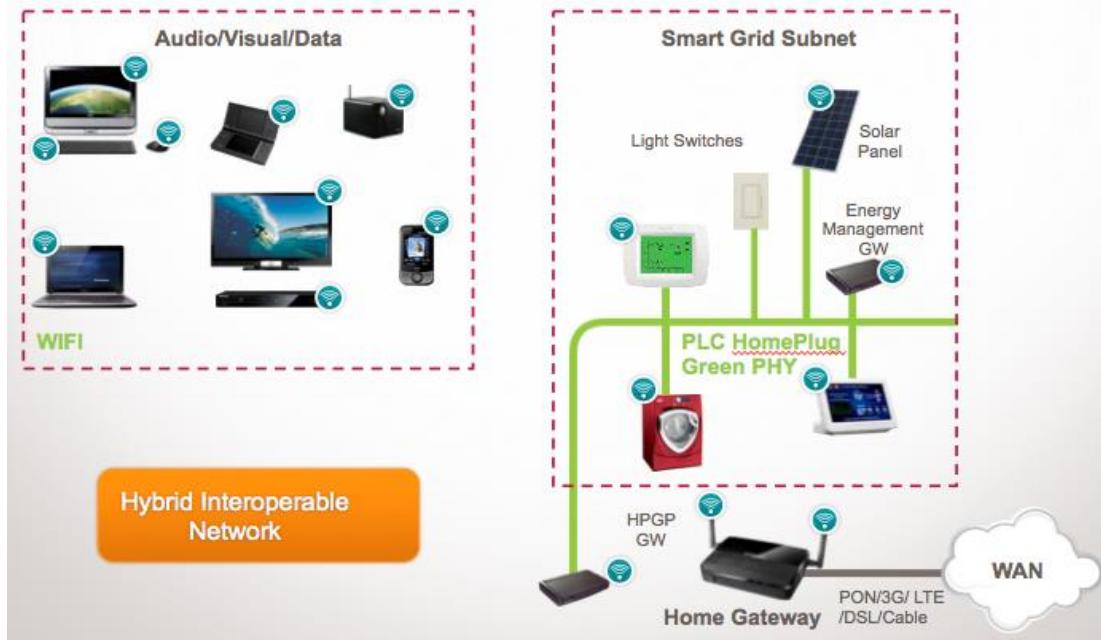 Audio/Visual/Data
WIFI
Smart Grid Subnet
Light Switches
Solar
Panel
Energy
Management
GW
PLC HomePlug
Green PHY
Hybrid Interoperable
Network
HPGP
GW
Home Gateway
PON/3G/ LTE
/DSL/Cable
WAN